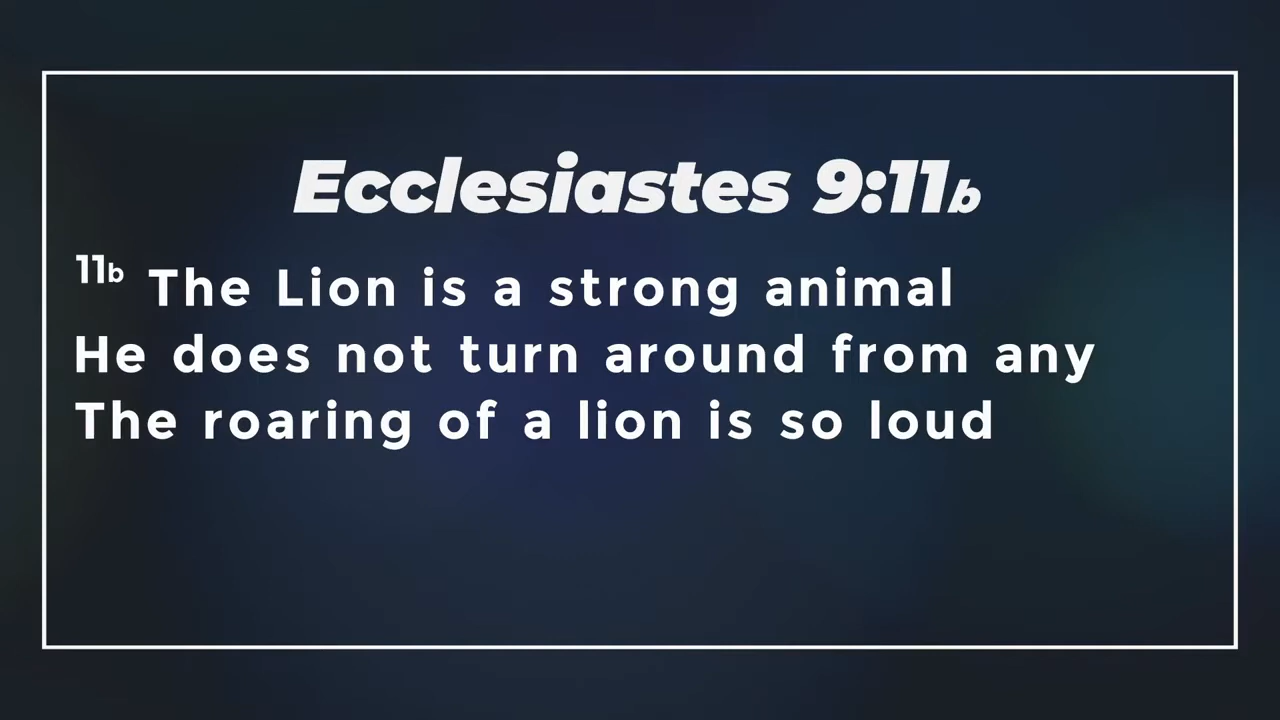 Ecclesiastes 9:11b
11b The Lion is a strong animal
He does not turn around from any
The roaring of a lion is so loud